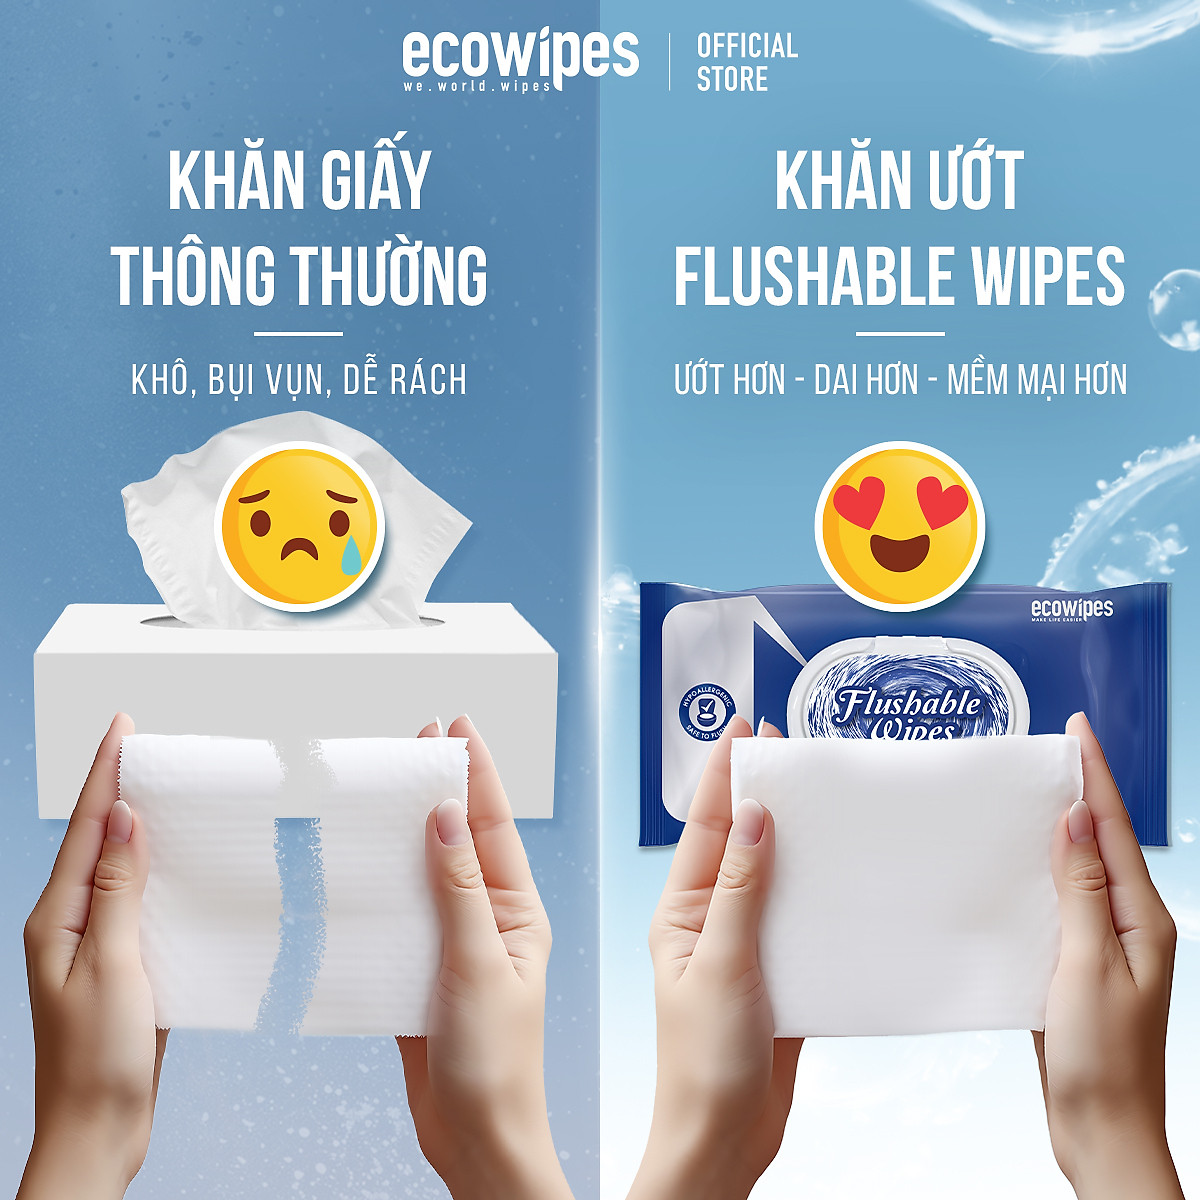 ecowipes
we.world.wipes
OFFICIAL
STORE
KHĂN GIẤY
THÔNG THƯỜNG
KHÔ, BỤI VỤN, DỄ RÁCH
KHĂN ƯỚT
FLUSHABLE WIPES
ƯỚT HƠN - DAI HƠN - MỀM MẠI HƠN
ecowipes
MAKE LIFE EASIER
HYPOALLERGENIC
SAFE TO
Flushable
Wipes